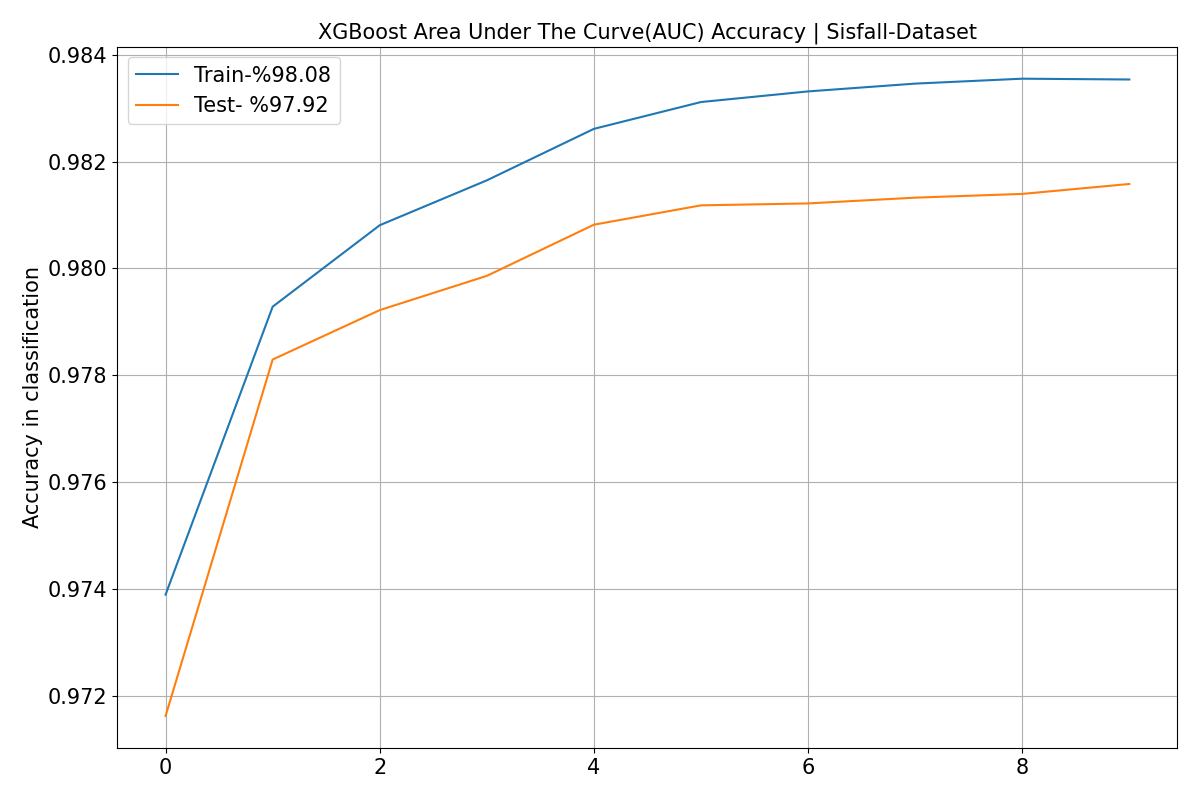 XGBoost Area Under The Curve(AUC) Accuracy | Sisfall-Dataset
Train-%98.08
Test- %97.92
Accuracy in classification
0.984
0.982
0.980
0.978
0.976
0.974
0.972
0 2 4 6 8